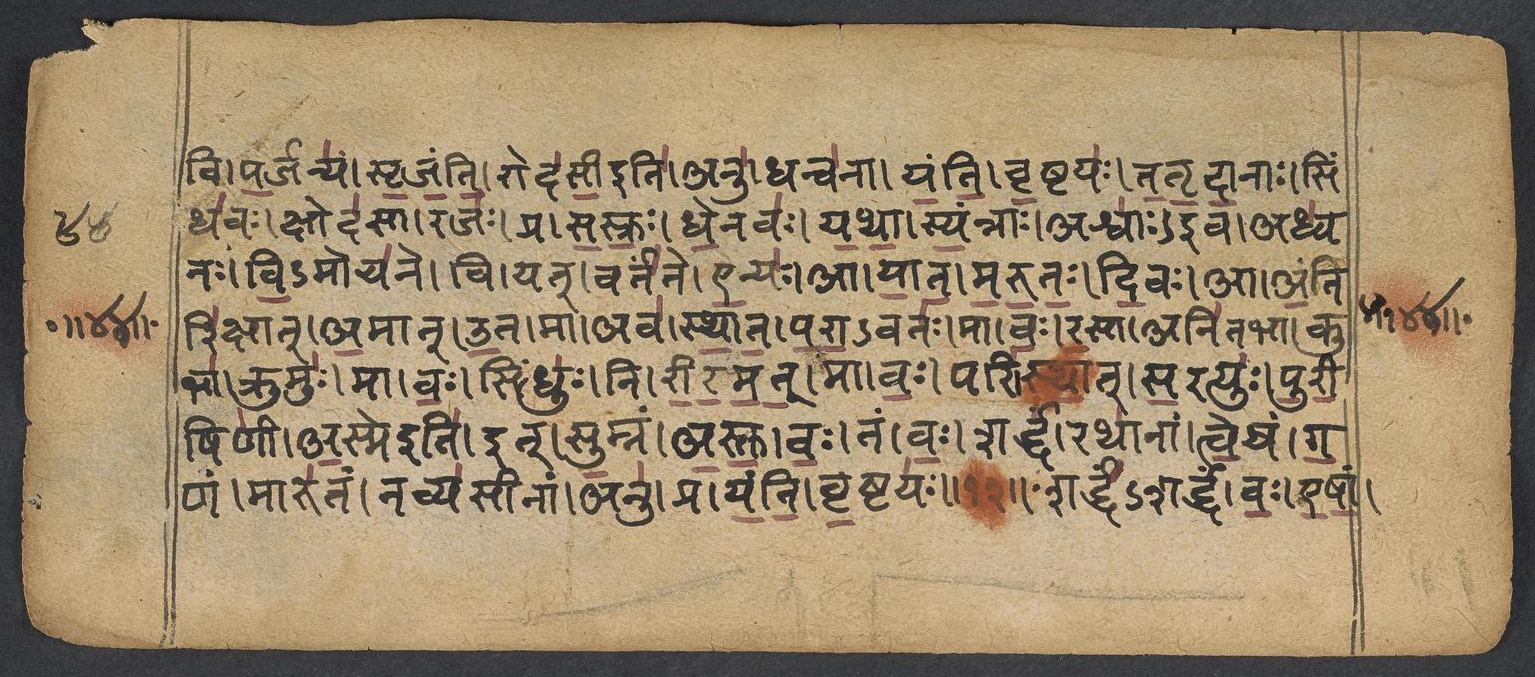 वि। पर्जन्यं। सृजंति। रोदसी इति। अनु। धन्वना। यंति। वृष्टयः। ततृदानाः। सिं
धवः। क्षोदसा। रजः। प्र। सस्रुः। धेनवः। यथा। स्यंन्नाः। अश्वाःऽइव। अध्व
नः। विऽमोचने। वि। यत्। वर्तंते। एन्यः। आ। यात। मरुतः। दिवः। आ। अंत
रिक्षात्। अमात्। उत। मा। अव। स्थात। पराऽवतः। मा। वः। रसा। अनितभा। कु
भा। क्रुमुः। मा। वः। सिंधुः। नि। रीरमत्। मा। वः। परि। स्थात्। सरयुः। पुरी
षिणी। अस्मे इति। इत्। सुम्नं। अस्तु। वः। तं। वः। शर्द्धं। रथानां। त्वेषं। ग
णं। मारुतं। नव्यसीनां। अनु। प्र। यंति। वृष्टयः॥१२॥ शर्द्धंऽशर्द्धं। वः। एषां।